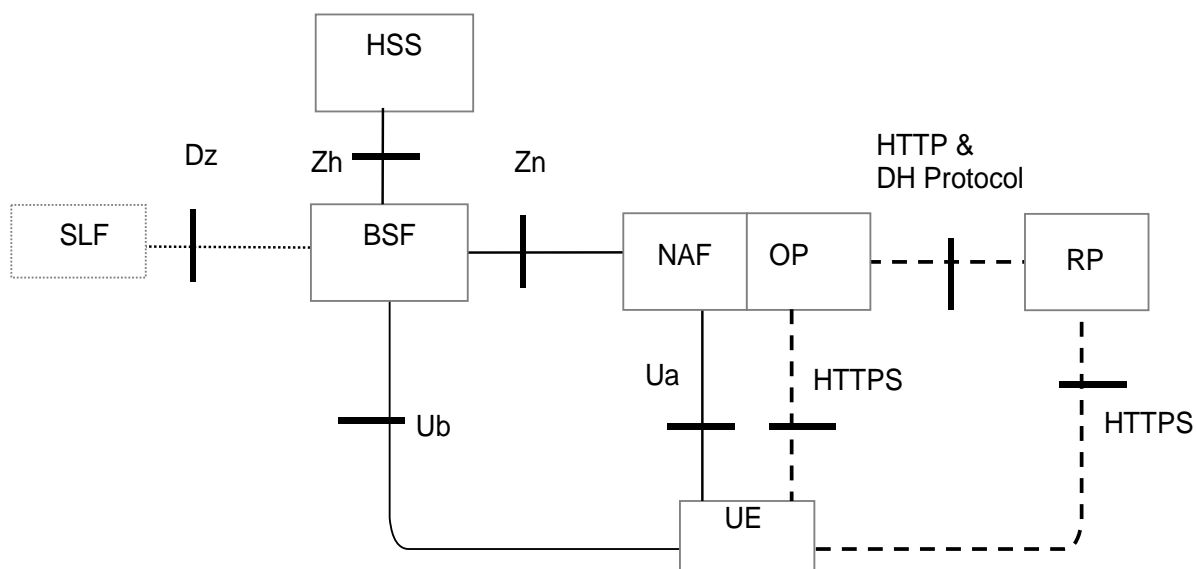 HSS
HTTP &
DH Protocol
Dz
Zh
Zn
SLF
BSF
NAF
OP
RP
Ua
HTTPS
Ub
HTTPS
UE